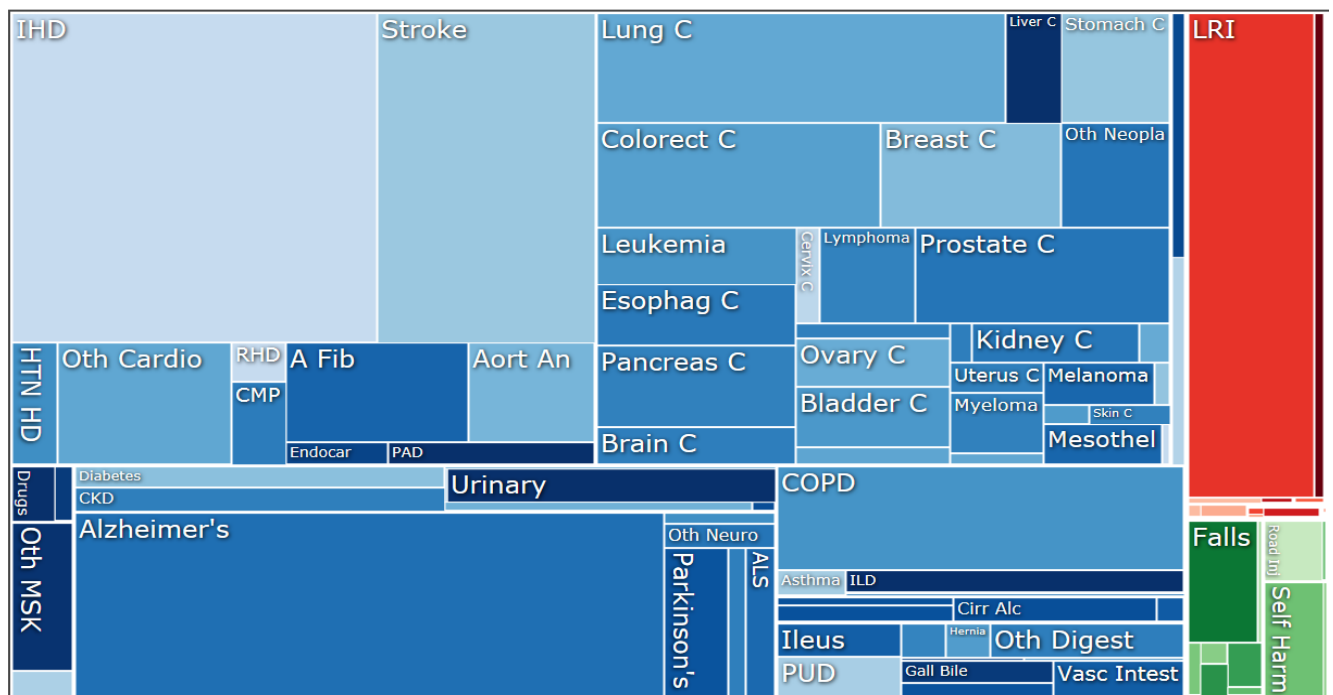 IHD
Stroke
Lung C
Liver C
Stomach C
LRI
Colorect C
Breast C
Oth Neopla
Leukemia
Cervix C
Lymphoma
Prostate C
Esophag C
Ovary C
Kidney C
Pancreas C
Uterus C
Melanoma
Bladder C
Myeloma
Skin C
Brain C
Mesothel
HTN HD
Oth Cardio
RHD
A Fib
Aort An
CMP
Endocar
PAD
Drugs
Diabetes
CKD
Urinary
COPD
Oth MSK
Alzheimer's
Oth Neuro
Parkinson's
ALS
Asthma
ILD
Cirr Alc
Ileus
Hernia
Oth Digest
PUD
Gall Bile
Vasc Intest
Falls
Road Inj
Self Harm